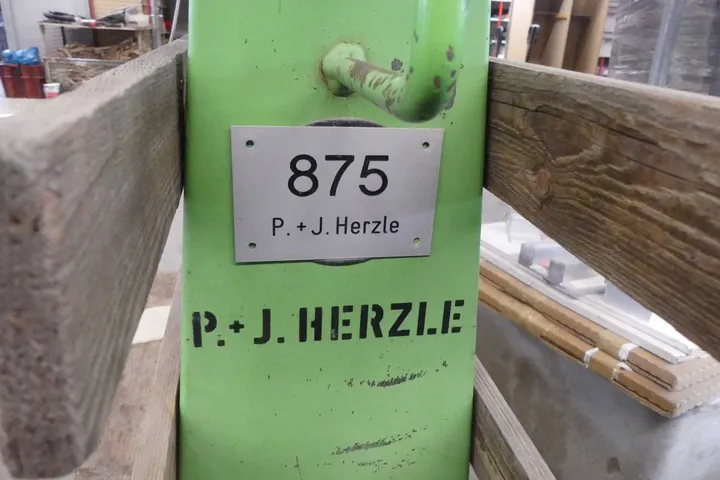 875
P. + J. Herzle
P. + J. HERZLE